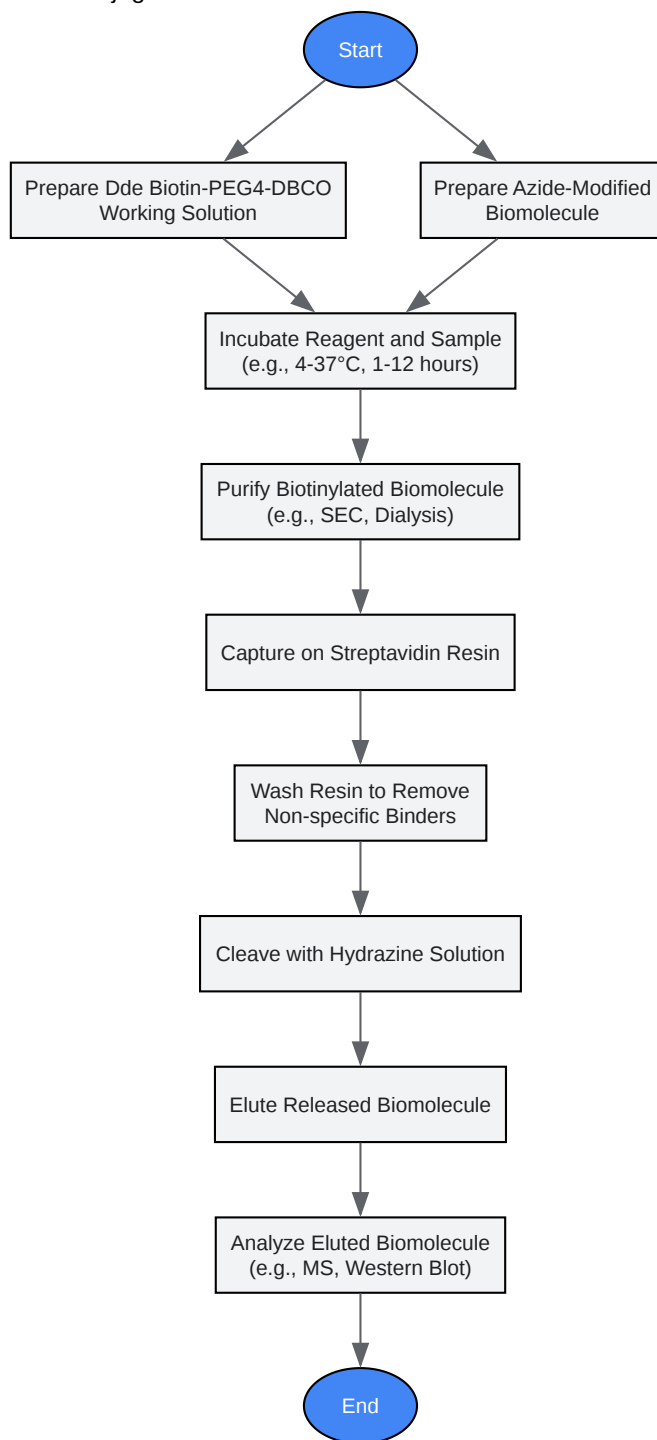 Start
Prepare Dde Biotin-PEG4-DBCO
Working Solution
Prepare Azide-Modified
Biomolecule
Incubate Reagent and Sample
(e.g., 4-37°C, 1-12 hours)
Purify Biotinylated Biomolecule
(e.g., SEC, Dialysis)
Capture on Streptavidin Resin
Wash Resin to Remove
Non-specific Binders
Cleave with Hydrazine Solution
Elute Released Biomolecule
Analyze Eluted Biomolecule
(e.g., MS, Western Blot)
End